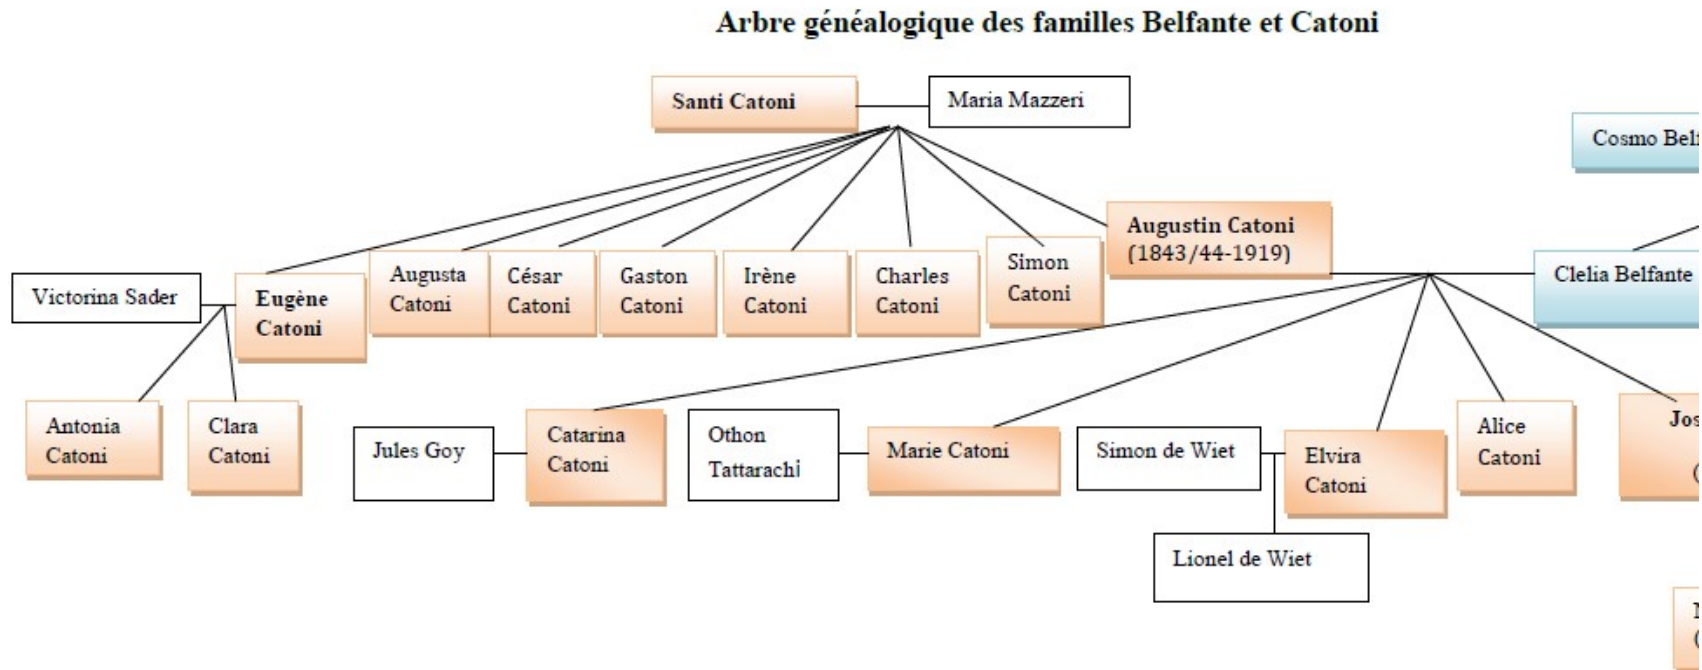 Arbre généalogique des familles Belfante et Catoni
Santi Catoni
Maria Mazzeri
Cosmo
Augustin Catoni
(1843/44-1919)
Clelia Belfante
Victorina Sader
Eugène
Catoni
Augusta
Catoni
César
Catoni
Gaston
Catoni
Irène
Catoni
Charles
Catoni
Simon
Catoni
Antonia
Catoni
Clara
Catoni
Jules Goy
Catarina
Catoni
Othon
Tattarachi
Marie Catoni
Simon de Wiet
Elvira
Catoni
Alice
Catoni
Lionel de Wiet